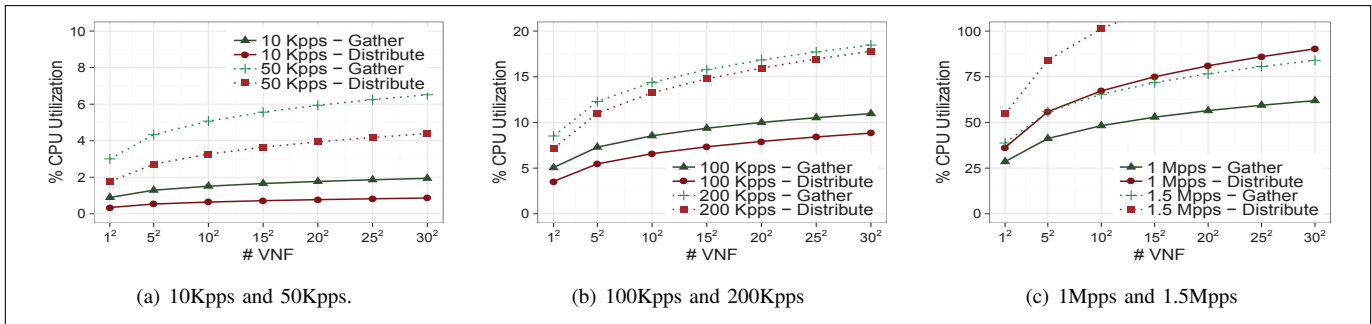 % CPU Utilization
10
8
6
4
2
0
10 Kpps − Gather
10 Kpps − Distribute
50 Kpps − Gather
50 Kpps − Distribute
1² 5² 10² 15² 20² 25² 30²
# VNF
(a) 10Kpps and 50Kpps.
% CPU Utilization
20
15
10
5
0
100 Kpps − Gather
100 Kpps − Distribute
200 Kpps − Gather
200 Kpps − Distribute
1² 5² 10² 15² 20² 25² 30²
# VNF
(b) 100Kpps and 200Kpps
% CPU Utilization
100
75
50
25
0
1 Mpps − Gather
1 Mpps − Distribute
1.5 Mpps − Gather
1.5 Mpps − Distribute
1² 5² 10² 15² 20² 25² 30²
# VNF
(c) 1Mpps and 1.5Mpps